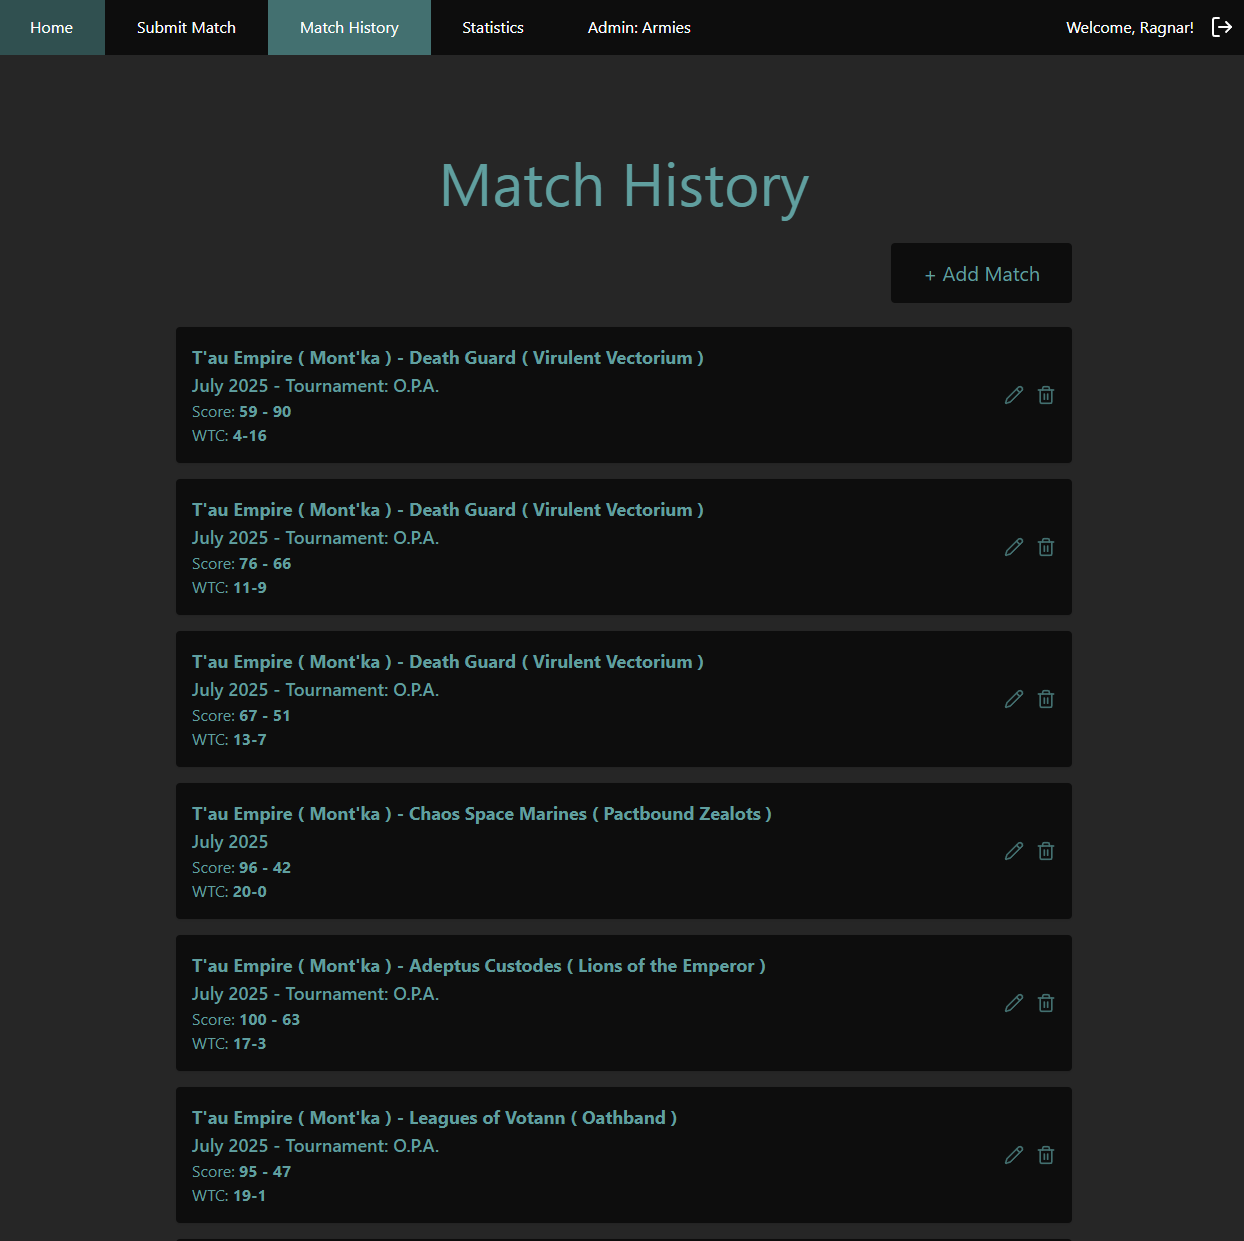 Home Submit Match Match History Statistics Admin: Armies Welcome, Ragnar!
Match History
+ Add Match
T'au Empire ( Mont'ka ) - Death Guard ( Virulent Vectorium )
July 2025 - Tournament: O.P.A.
Score: 59 - 90
WTC: 4-16
T'au Empire ( Mont'ka ) - Death Guard ( Virulent Vectorium )
July 2025 - Tournament: O.P.A.
Score: 76 - 66
WTC: 11-9
T'au Empire ( Mont'ka ) - Death Guard ( Virulent Vectorium )
July 2025 - Tournament: O.P.A.
Score: 67 - 51
WTC: 13-7
T'au Empire ( Mont'ka ) - Chaos Space Marines ( Pactbound Zealots )
July 2025
Score: 96 - 42
WTC: 20-0
T'au Empire ( Mont'ka ) - Adeptus Custodes ( Lions of the Emperor )
July 2025 - Tournament: O.P.A.
Score: 100 - 63
WTC: 17-3
T'au Empire ( Mont'ka ) - Leagues of Votann ( Oathband )
July 2025 - Tournament: O.P.A.
Score: 95 - 47
WTC: 19-1